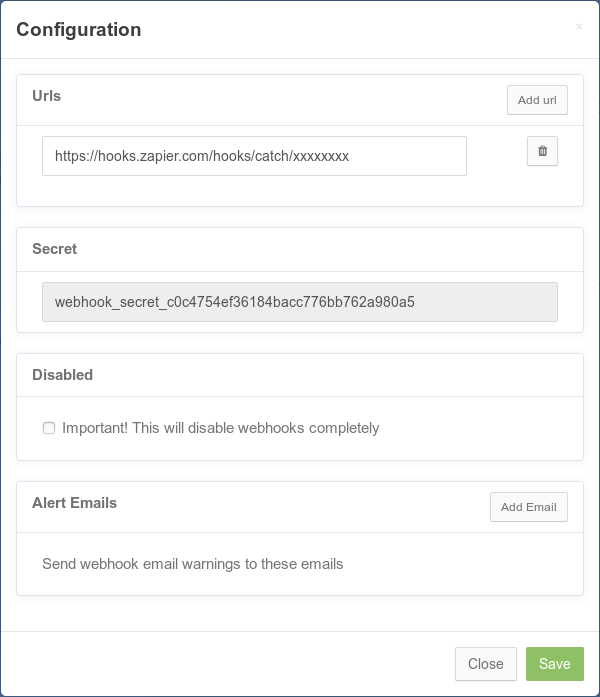 Configuration ×
Urls
Add url
https://hooks.zapier.com/hooks/catch/xxxxxxxx
Secret
webhook_secret_c0c4754ef36184bacc776bb762a980a5
Disabled
Important! This will disable webhooks completely
Alert Emails
Add Email
Send webhook email warnings to these emails
Close
Save